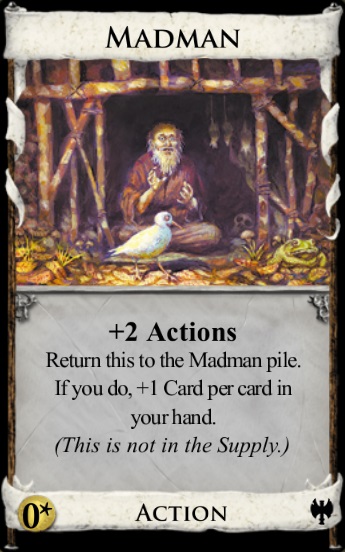 Madman
+2 Actions
Return this to the Madman pile.
If you do, +1 Card per card in
your hand.
(This is not in the Supply.)
0*
Action